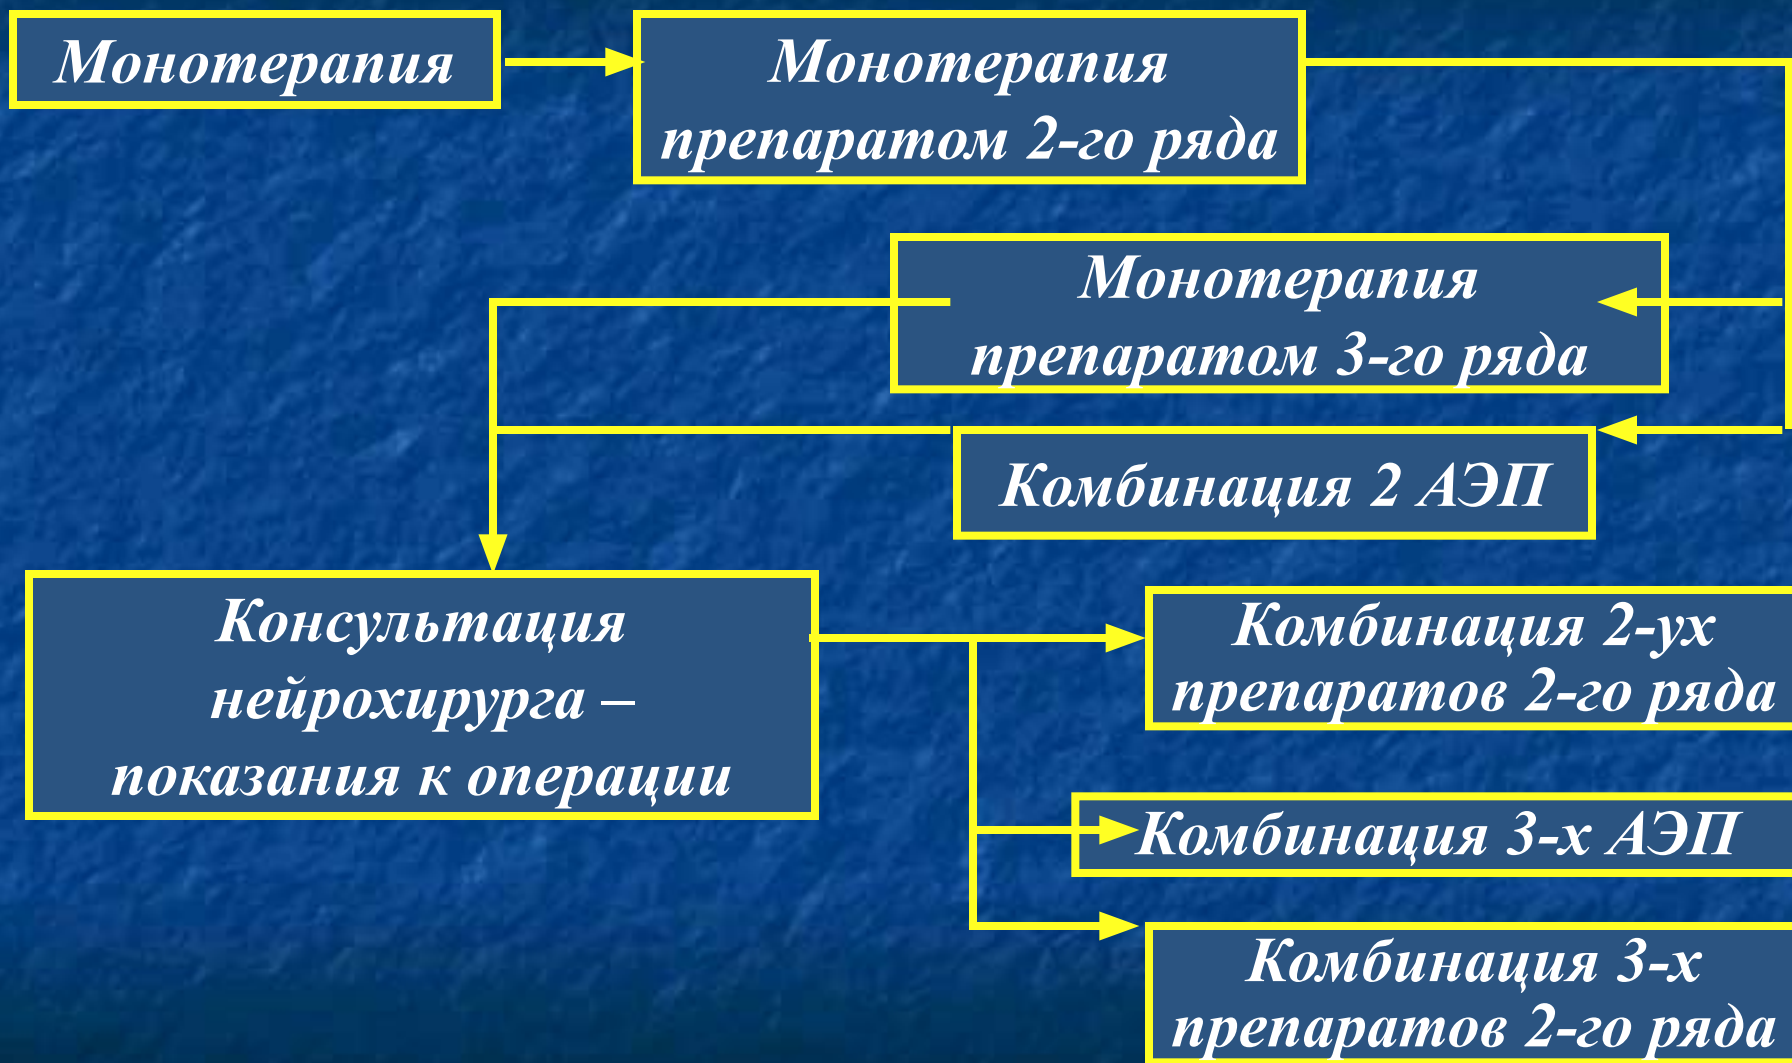 Монотерапия
Монотерапия
препаратом 2-го ряда
Монотерапия
препаратом 3-го ряда
Комбинация 2 АЭП
Консультация
нейрохирурга –
показания к операции
Комбинация 2-ух
препаратов 2-го ряда
Комбинация 3-х АЭП
Комбинация 3-х
препаратов 2-го ряда